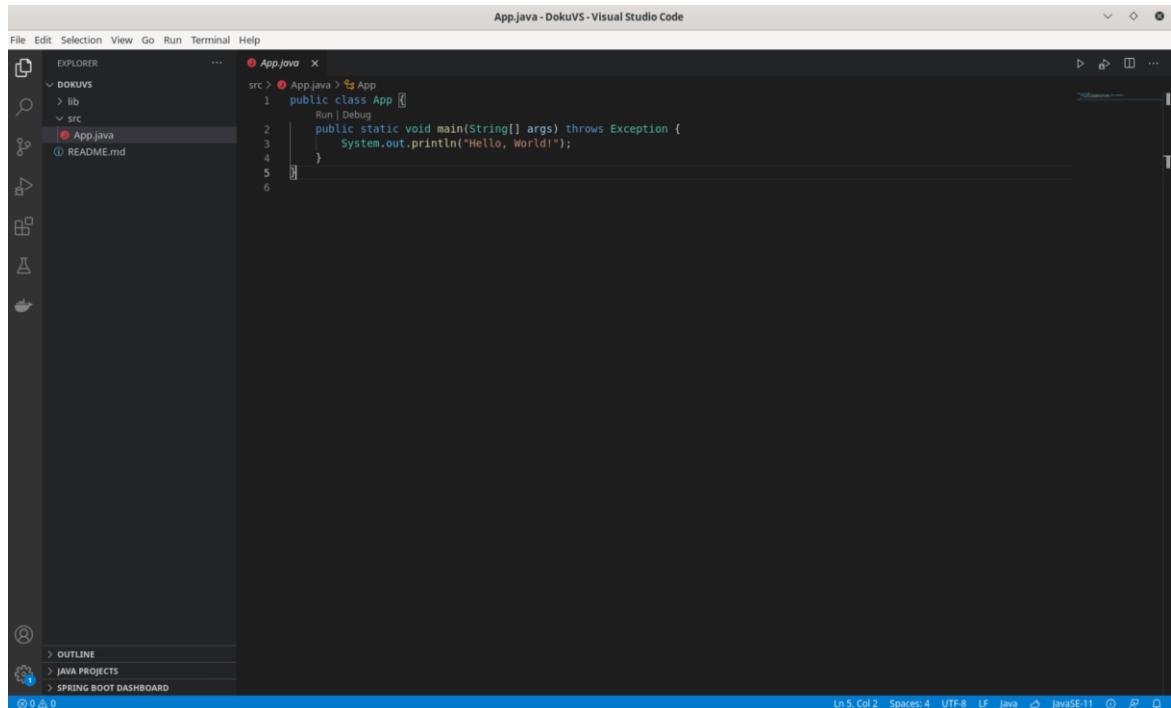 App.java - DokuVS - Visual Studio Code
File Edit Selection View Go Run Terminal Help
EXPLORER
DOKUVS
lib
src
App.java
README.md
OUTLINE
JAVA PROJECTS
SPRING BOOT DASHBOARD
App.java
src > App.java > App
1 public class App {
Run | Debug
2 public static void main(String[] args) throws Exception {
3 System.out.println("Hello, World!");
4 }
5 }
6
1
0 0 Ln 5, Col 2 Spaces: 4 UTF-8 LF Java JavaSE-11